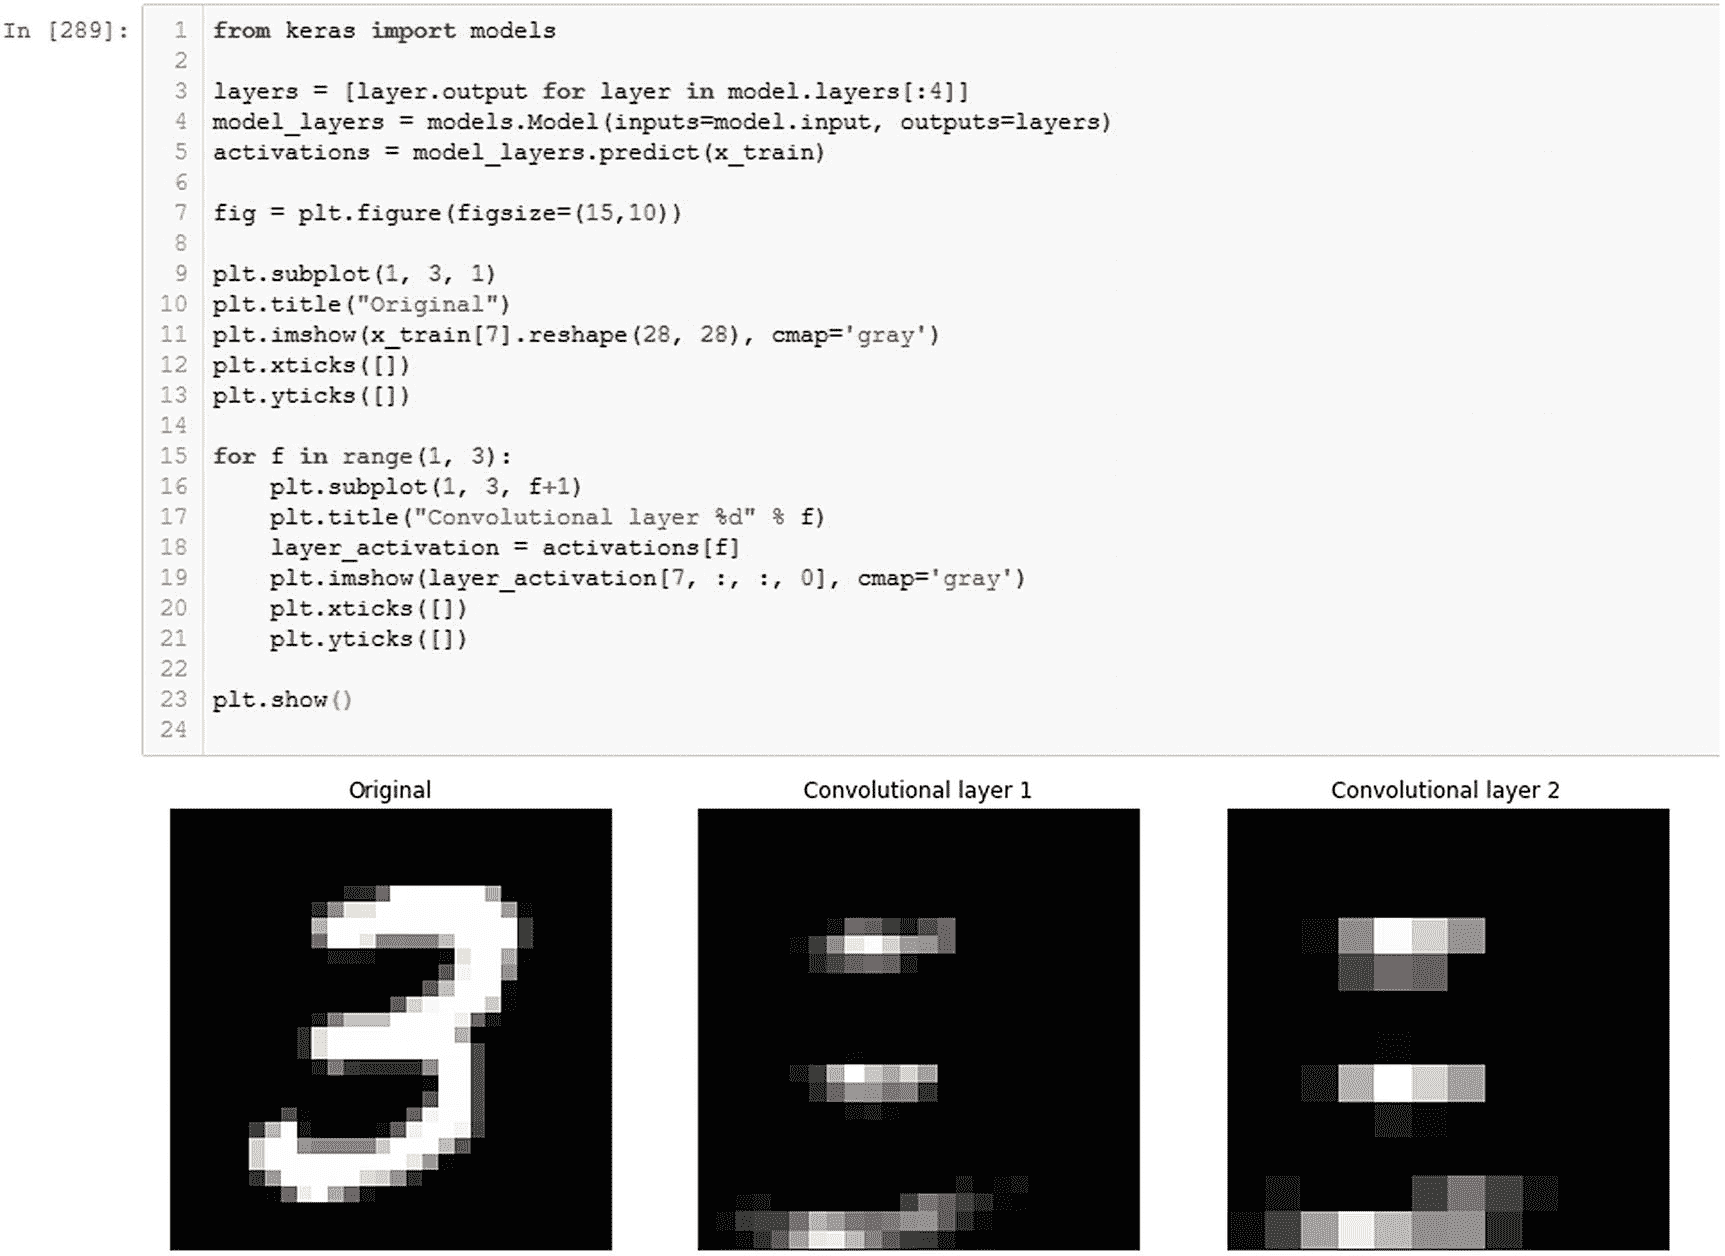 In [289]:
1 from keras import models
2
3 layers = [layer.output for layer in model.layers[:4]]
4 model_layers = models.Model(inputs=model.input, outputs=layers)
5 activations = model_layers.predict(x_train)
6
7 fig = plt.figure(figsize=(15,10))
8
9 plt.subplot(1, 3, 1)
10 plt.title("Original")
11 plt.imshow(x_train[7].reshape(28, 28), cmap='gray')
12 plt.xticks([])
13 plt.yticks([])
14
15 for f in range(1, 3):
16     plt.subplot(1, 3, f+1)
17     plt.title("Convolutional layer %d" % f)
18     layer_activation = activations[f]
19     plt.imshow(layer_activation[7, :, :, 0], cmap='gray')
20     plt.xticks([])
21     plt.yticks([])
22
23 plt.show()
24
Original Convolutional layer 1 Convolutional layer 2
3